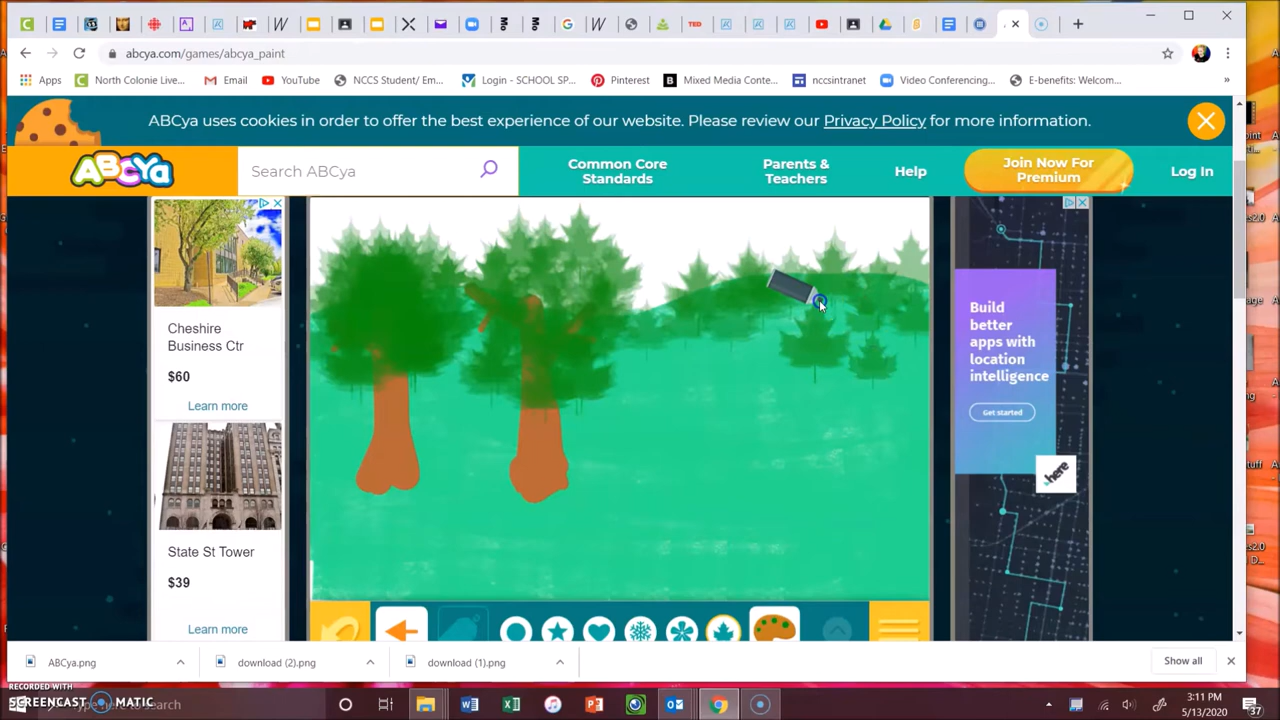 abcya.com/games/abcya_paint
Apps
North Colonie Live...
Email
YouTube
NCCS Student/ Em...
Login - SCHOOL SP...
Pinterest
Mixed Media Conte...
nccsintranet
Video Conferencing...
E-benefits: Welcom...
»
ABCya uses cookies in order to offer the best experience of our website. Please review our Privacy Policy for more information.
ABCYa
Search ABCya
Common Core
Standards
Parents &
Teachers
Help
Join Now For
Premium
Log In
Cheshire
Business Ctr
$60
Learn more
State St Tower
$39
Learn more
Build
better
apps with
location
intelligence
Get started
here
ABCya.png
download (2).png
download (1).png
Show all
RECORDED WITH
SCREENCAST MATIC
here to search
3:11 PM
5/13/2020
37